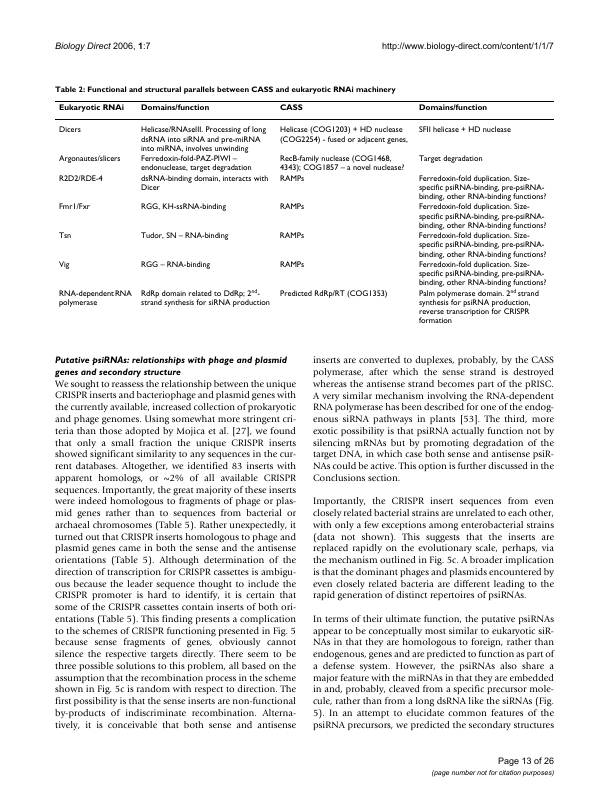 Biology Direct 2006, 1:7
http://www.biology-direct.com/content/1/1/7
Table 2: Functional and structural parallels between CASS and eukaryotic RNAi machinery
Eukaryotic RNAi Domains/function CASS Domains/function
Dicers Helicase/RNAseIII. Processing of long Helicase (COG1203) + HD nuclease SFII helicase + HD nuclease
dsRNA into siRNA and pre-miRNA (COG2254) - fused or adjacent genes,
into miRNA, involves unwinding
Argonautes/slicers Ferredoxin-fold-PAZ-PIWI – RecB-family nuclease (COG1468, Target degradation
endonuclease, target degradation 4343); COG1857 – a novel nuclease?
R2D2/RDE-4 dsRNA-binding domain, interacts with RAMPs Ferredoxin-fold duplication. Size-
Dicer specific psiRNA-binding, pre-psiRNA-
binding, other RNA-binding functions?
Fmr1/Fxr RGG, KH-ssRNA-binding RAMPs Ferredoxin-fold duplication. Size-
specific psiRNA-binding, pre-psiRNA-
binding, other RNA-binding functions?
Tsn Tudor, SN – RNA-binding RAMPs Ferredoxin-fold duplication. Size-
specific psiRNA-binding, pre-psiRNA-
binding, other RNA-binding functions?
Vig RGG – RNA-binding RAMPs Ferredoxin-fold duplication. Size-
specific psiRNA-binding, pre-psiRNA-
binding, other RNA-binding functions?
RNA-dependent RNA RdRp domain related to DdRp; 2nd- Predicted RdRp/RT (COG1353) Palm polymerase domain. 2nd strand
polymerase strand synthesis for siRNA production synthesis for psiRNA production,
reverse transcription for CRISPR
formation
Putative psiRNAs: relationships with phage and plasmid
genes and secondary structure
We sought to reassess the relationship between the unique
CRISPR inserts and bacteriophage and plasmid genes with
the currently available, increased collection of prokaryotic
and phage genomes. Using somewhat more stringent cri-
teria than those adopted by Mojica et al. [27], we found
that only a small fraction the unique CRISPR inserts
showed significant similarity to any sequences in the cur-
rent databases. Altogether, we identified 83 inserts with
apparent homologs, or ~2% of all available CRISPR
sequences. Importantly, the great majority of these inserts
were indeed homologous to fragments of phage or plas-
mid genes rather than to sequences from bacterial or
archaeal chromosomes (Table 5). Rather unexpectedly, it
turned out that CRISPR inserts homologous to phage and
plasmid genes came in both the sense and the antisense
orientations (Table 5). Although determination of the
direction of transcription for CRISPR cassettes is ambigu-
ous because the leader sequence thought to include the
CRISPR promoter is hard to identify, it is certain that
some of the CRISPR cassettes contain inserts of both ori-
entations (Table 5). This finding presents a complication
to the schemes of CRISPR functioning presented in Fig. 5
because sense fragments of genes, obviously cannot
silence the respective targets directly. There seem to be
three possible solutions to this problem, all based on the
assumption that the recombination process in the scheme
shown in Fig. 5c is random with respect to direction. The
first possibility is that the sense inserts are non-functional
by-products of indiscriminate recombination. Alterna-
tively, it is conceivable that both sense and antisense
inserts are converted to duplexes, probably, by the CASS
polymerase, after which the sense strand is destroyed
whereas the antisense strand becomes part of the pRISC.
A very similar mechanism involving the RNA-dependent
RNA polymerase has been described for one of the endog-
enous siRNA pathways in plants [53]. The third, more
exotic possibility is that psiRNA actually function not by
silencing mRNAs but by promoting degradation of the
target DNA, in which case both sense and antisense psiR-
NAs could be active. This option is further discussed in the
Conclusions section.
Importantly, the CRISPR insert sequences from even
closely related bacterial strains are unrelated to each other,
with only a few exceptions among enterobacterial strains
(data not shown). This suggests that the inserts are
replaced rapidly on the evolutionary scale, perhaps, via
the mechanism outlined in Fig. 5c. A broader implication
is that the dominant phages and plasmids encountered by
even closely related bacteria are different leading to the
rapid generation of distinct repertoires of psiRNAs.
In terms of their ultimate function, the putative psiRNAs
appear to be conceptually most similar to eukaryotic siR-
NAs in that they are homologous to foreign, rather than
endogenous, genes and are predicted to function as part of
a defense system. However, the psiRNAs also share a
major feature with the miRNAs in that they are embedded
in and, probably, cleaved from a specific precursor mole-
cule, rather than from a long dsRNA like the siRNAs (Fig.
5). In an attempt to elucidate common features of the
psiRNA precursors, we predicted the secondary structures
Page 13 of 26
(page number not for citation purposes)